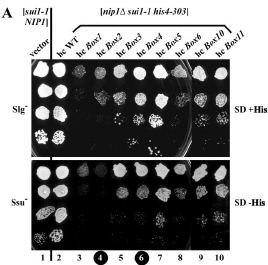 A
[sui1-1 NIP1]
[nip1Δ sui1-1 his4-303]
vector
hc WT
hc Box1
hc Box2
hc Box3
hc Box4
hc Box5
hc Box6
hc Box10
hc Box11
Slg-
SD +His
Ssu-
SD -His
1 2 3 4 5 6 7 8 9 10